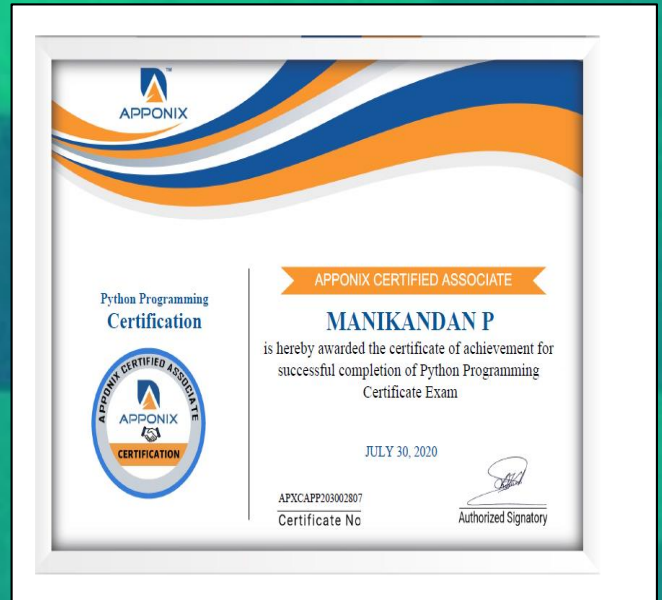 APPONIX
™
Python Programming
Certification
APPONIX CERTIFIED ASSOCIATE
APPONIX
CERTIFICATION
APPONIX CERTIFIED ASSOCIATE
MANIKANDAN P
is hereby awarded the certificate of achievement for
successful completion of Python Programming
Certificate Exam
JULY 30, 2020
APXCAPP203002807
Certificate No
Authorized Signatory